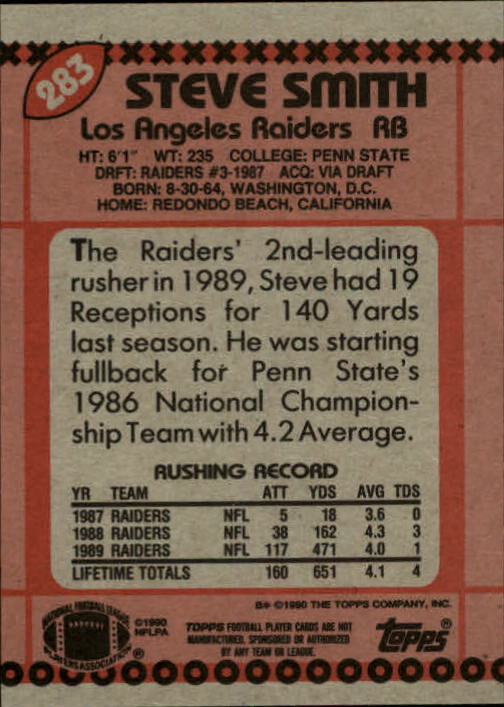 283
STEVE SMITH
Los Angeles Raiders RB
HT: 6'1" WT: 235 COLLEGE: PENN STATE
DRFT: RAIDERS #3-1987 ACQ: VIA DRAFT
BORN: 8-30-64, WASHINGTON, D.C.
HOME: REDONDO BEACH, CALIFORNIA
The Raiders' 2nd-leading
rusher in 1989, Steve had 19
Receptions for 140 Yards
last season. He was starting
fullback for Penn State's
1986 National Champion-
ship Team with 4.2 Average.
RUSHING RECORD
YR TEAM ATT YDS AVG TDS
1987 RAIDERS NFL 5 18 3.6 0
1988 RAIDERS NFL 38 162 4.3 3
1989 RAIDERS NFL 117 471 4.0 1
LIFETIME TOTALS 160 651 4.1 4
B* ©1990 THE TOPPS COMPANY, INC.
NATIONAL FOOTBALL LEAGUE
PLAYERS ASSOCIATION ®
©1990
NFLPA
TOPPS FOOTBALL PLAYER CARDS ARE NOT
MANUFACTURED, SPONSORED OR AUTHORIZED
BY ANY TEAM OR LEAGUE.
topps®